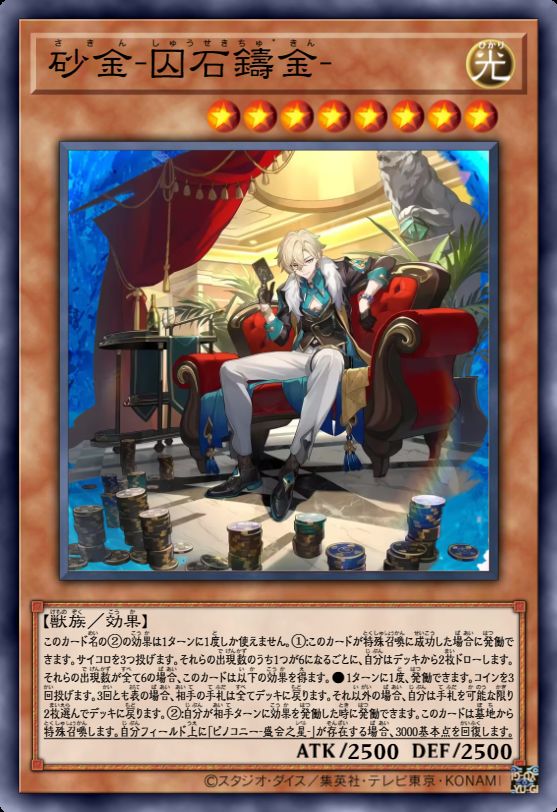 砂金-囚石鋳金-
光
【獣族／効果】
このカード名の②の効果は1ターンに1度しか使えません。①:このカードが特殊召喚に成功した場合に発動で
きます。サイコロを3つ投げます。それらの出現数のうち1つが6になるごとに、自分はデッキから2枚ドローします。
それらの出現数が全て6の場合、このカードは以下の効果を得ます。●1ターンに1度、発動できます。コインを3
回投げます。3回とも表の場合、相手の手札は全てデッキに戻ります。それ以外の場合、自分は手札を可能な限り
2枚選んでデッキに戻ります。②:自分が相手ターンに効果を発動した時に発動できます。このカードは墓地から
特殊召喚します。自分フィールド上に「ピノコニー-盛会之星-」が存在する場合、3000基本点を回復します。
ATK/2500 DEF/2500
©スタジオ・ダイス／集英社・テレビ東京・KONAMI